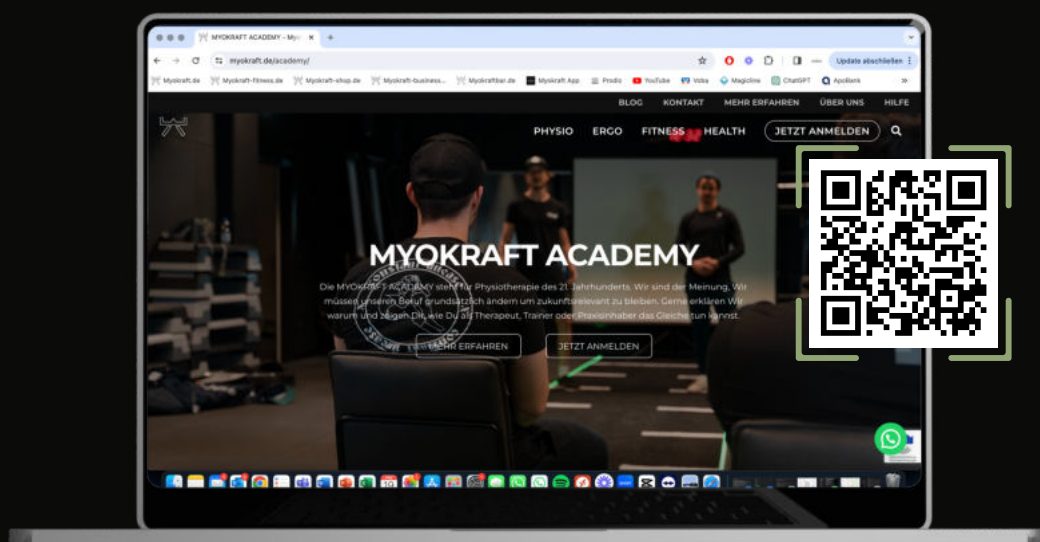 MYOKRAFT ACADEMY - Myo
myokraft.de/academy/
Update abschließen
Myokraft.de Myokraft-fitness.de Myokraft-shop.de Myokraft-business... Myokraftbar.de Myokraft App Prodis YouTube Voba Magicline ChatGPT ApoBank
BLOG KONTAKT MEHR ERFAHREN ÜBER UNS HILFE
PHYSIO ERGO FITNESS HEALTH JETZT ANMELDEN
MYOKRAFT ACADEMY
Die MYOKRAFT ACADEMY steht für Physiotherapie des 21. Jahrhunderts. Wir sind der Meinung, Wir
müssen unseren Beruf grundsätzlich ändern um zukunftsrelevant zu bleiben. Gerne erklären Wir
warum und zeigen Dir, wie Du als Therapeut, Trainer oder Praxisinhaber das Gleiche tun kannst.
MEHR ERFAHREN JETZT ANMELDEN